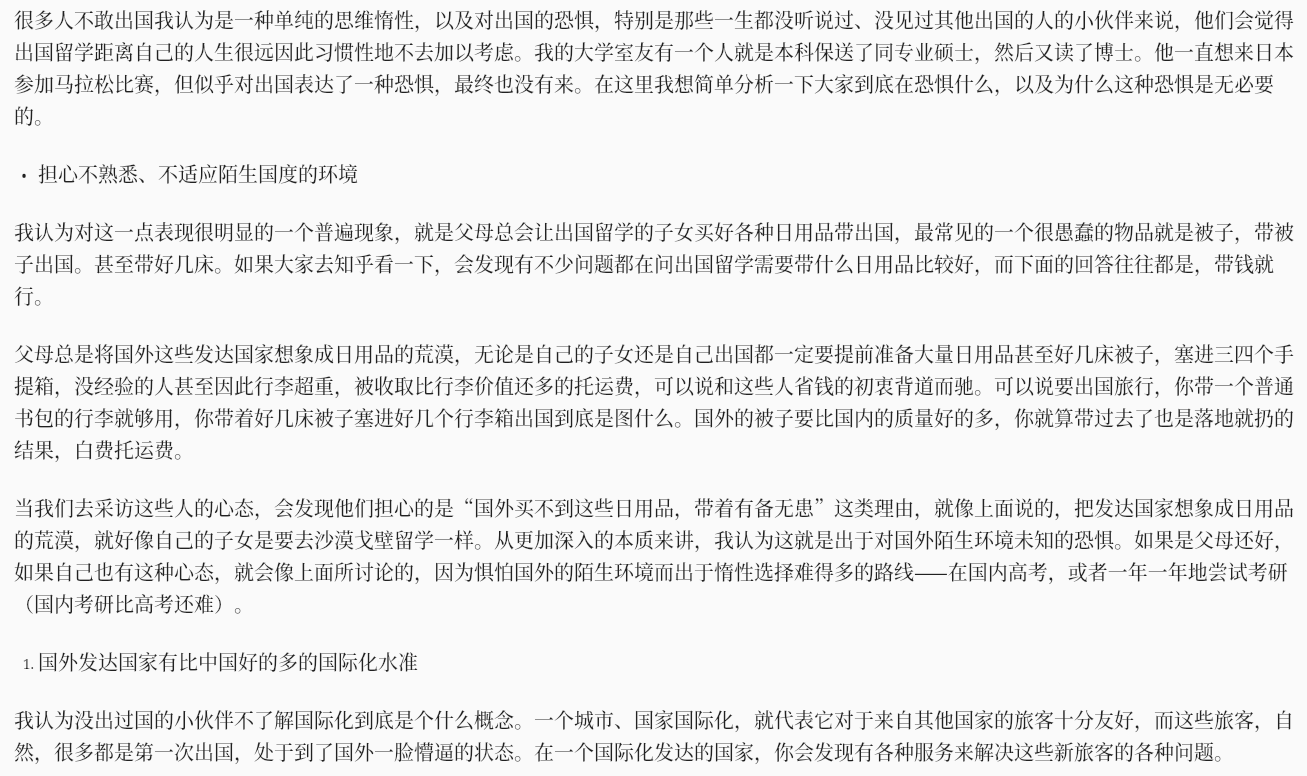 很多人不敢出国我认为是一种单纯的思维惰性，以及对出国的恐惧，特别是那些一生都没听说过、没见过其他出国的人的小伙伴来说，他们会觉得
出国留学距离自己的人生很远因此习惯性地不去加以考虑。我的大学室友有一个人就是本科保送了同专业硕士，然后又读了博士。他一直想来日本
参加马拉松比赛，但似乎对出国表达了一种恐惧，最终也没有来。在这里我想简单分析一下大家到底在恐惧什么，以及为什么这种恐惧是无必要
的。
• 担心不熟悉、不适应陌生国度的环境
我认为对这一点表现很明显的一个普遍现象，就是父母总会让出国留学的子女买好各种日用品带出国，最常见的一个很愚蠢的物品就是被子，带被
子出国。甚至带好几床。如果大家去知乎看一下，会发现有不少问题都在问出国留学需要带什么日用品比较好，而下面的回答往往都是，带钱就
行。
父母总是将国外这些发达国家想象成日用品的荒漠，无论是自己的子女还是自己出国都一定要提前准备大量日用品甚至好几床被子，塞进三四个手
提箱，没经验的人甚至因此行李超重，被收取比行李价值还多的托运费，可以说和这些人省钱的初衷背道而驰。可以说要出国旅行，你带一个普通
书包的行李就够用，你带着好几床被子塞进好几个行李箱出国到底是图什么。国外的被子要比国内的质量好的多，你就算带过去了也是落地就扔的
结果，白费托运费。
当我们去采访这些人的心态，会发现他们担心的是“国外买不到这些日用品，带着有备无患”这类理由，就像上面说的，把发达国家想象成日用品
的荒漠，就好像自己的子女是要去沙漠戈壁留学一样。从更加深入的本质来讲，我认为这就是出于对国外陌生环境未知的恐惧。如果是父母还好，
如果自己也有这种心态，就会像上面所讨论的，因为惧怕国外的陌生环境而出于惰性选择难得多的路线——在国内高考，或者一年一年地尝试考研
（国内考研比高考还难）。
1. 国外发达国家有比中国好的多的国际化水准
我认为没出过国的小伙伴不了解国际化到底是个什么概念。一个城市、国家国际化，就代表它对于来自其他国家的旅客十分友好，而这些旅客，自
然，很多都是第一次出国，处于到了国外一脸懵逼的状态。在一个国际化发达的国家，你会发现有各种服务来解决这些新旅客的各种问题。